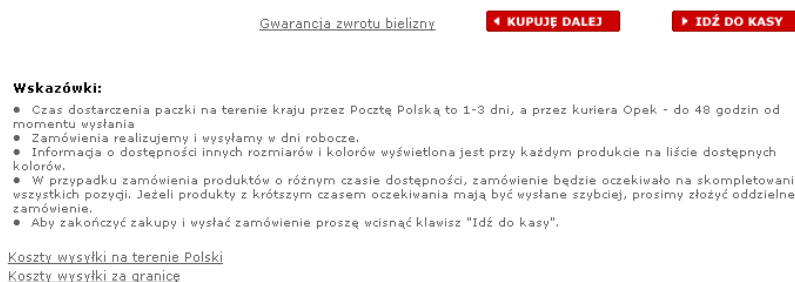 Gwarancja zwrotu bielizny
KUPUJĘ DALEJ
IDŹ DO KASY
Wskazówki:
● Czas dostarczenia paczki na terenie kraju przez Pocztę Polską to 1-3 dni, a przez kuriera Opek - do 48 godzin od
momentu wysłania
● Zamówienia realizujemy i wysyłamy w dni robocze.
● Informacja o dostępności innych rozmiarów i kolorów wyświetlona jest przy każdym produkcie na liście dostępnych
kolorów.
● W przypadku zamówienia produktów o różnym czasie dostępności, zamówienie będzie oczekiwało na skompletowani
wszystkich pozycji. Jeżeli produkty z krótszym czasem oczekiwania mają być wysłane szybciej, prosimy złożyć oddzielne
zamówienie.
● Aby zakończyć zakupy i wysłać zamówienie proszę wcisnąć klawisz "Idź do kasy".
Koszty wysyłki na terenie Polski
Koszty wysyłki za granicę